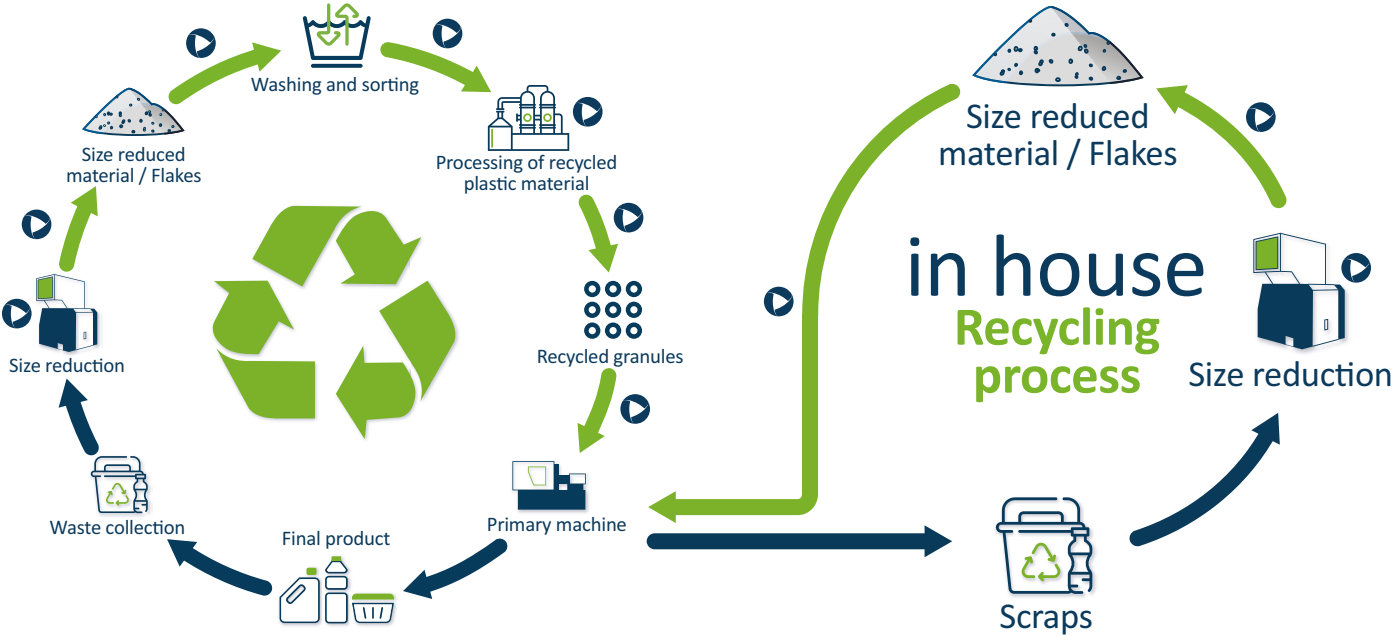 Washing and sorting
Size reduced
material / Flakes
Processing of recycled
plastic material
Size reduction
Recycled granules
Waste collection
Primary machine
Final product
Size reduced
material / Flakes
in house
Recycling
process
Size reduction
Scraps